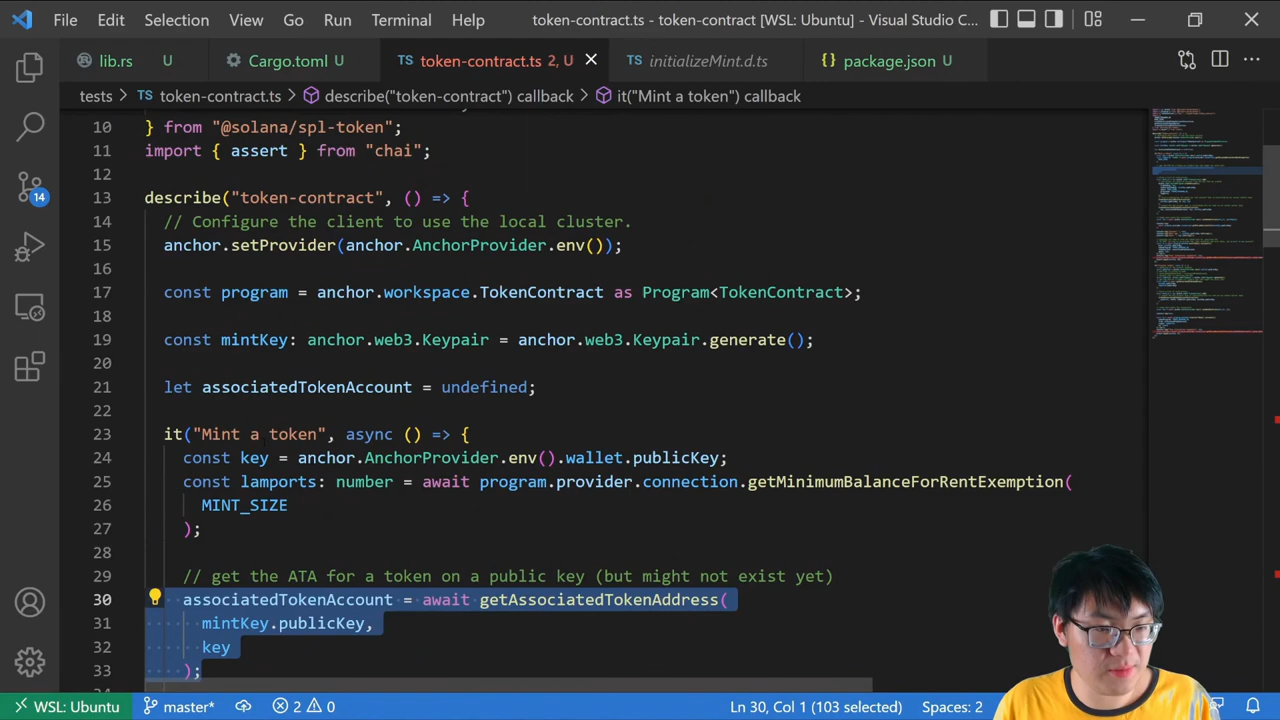 File Edit Selection View Go Run Terminal Help token-contract.ts - token-contract [WSL: Ubuntu] - Visual Studio C...
lib.rs U Cargo.toml U TS token-contract.ts 2, U TS initializeMint.d.ts {} package.json U
tests > TS token-contract.ts > describe("token-contract") callback > it("Mint a token") callback
10 } from "@solana/spl-token";
11 import { assert } from "chai";
12
13 describe("token-contract", () => {
14 // Configure the client to use the local cluster.
15 anchor.setProvider(anchor.AnchorProvider.env());
16
17 const program = anchor.workspace.TokenContract as Program<TokenContract>;
18
19 const mintKey: anchor.web3.Keypair = anchor.web3.Keypair.generate();
20
21 let associatedTokenAccount = undefined;
22
23 it("Mint a token", async () => {
24 const key = anchor.AnchorProvider.env().wallet.publicKey;
25 const lamports: number = await program.provider.connection.getMinimumBalanceForRentExemption(
26 MINT_SIZE
27 );
28
29 // get the ATA for a token on a public key (but might not exist yet)
30 associatedTokenAccount = await getAssociatedTokenAddress(
31 mintKey.publicKey,
32 key
33 );
14
WSL: Ubuntu master* 2 0 Ln 30, Col 1 (103 selected) Spaces: 2